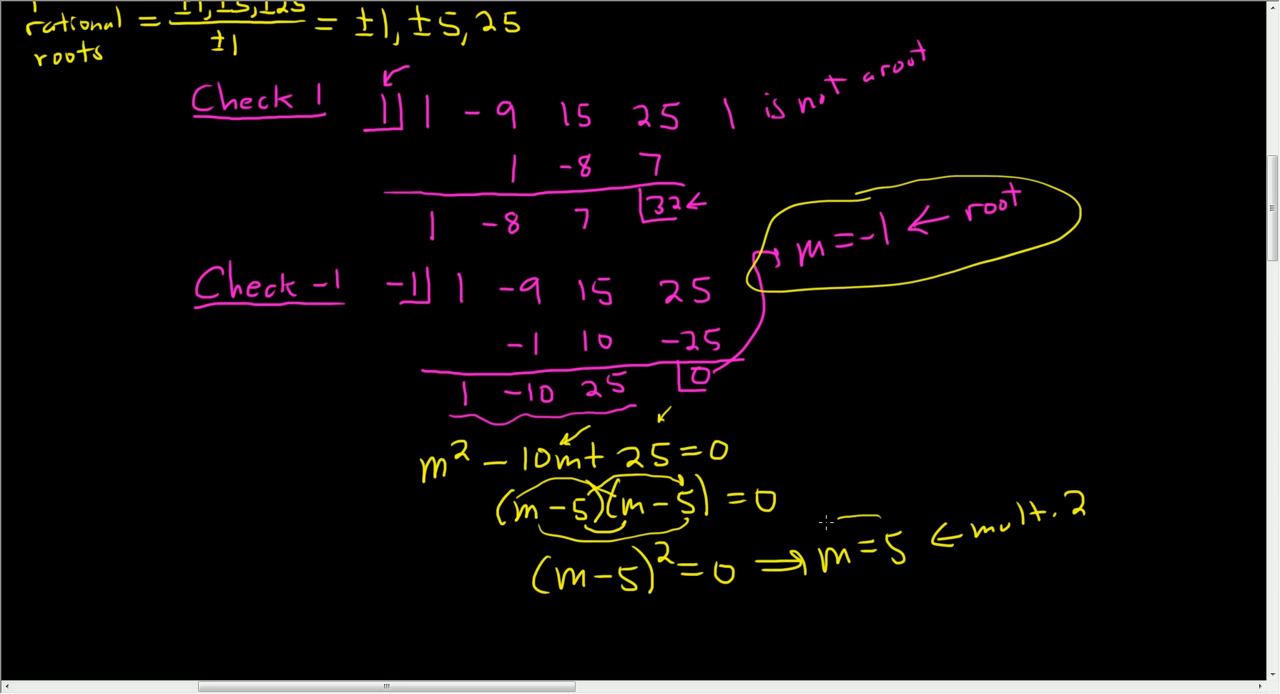 rational roots = ±1, ±5, ±25 / ±1 = ±1, ±5, 25
Check 1 1| 1 -9 15 25 1 is not a root
1 -8 7
1 -8 7 32 ←
m = -1 ← root
Check -1 -1| 1 -9 15 25
-1 10 -25
1 -10 25 0
m² - 10m + 25 = 0
(m - 5)(m - 5) = 0
(m - 5)² = 0 ⇒ m = 5 ← mult. 2